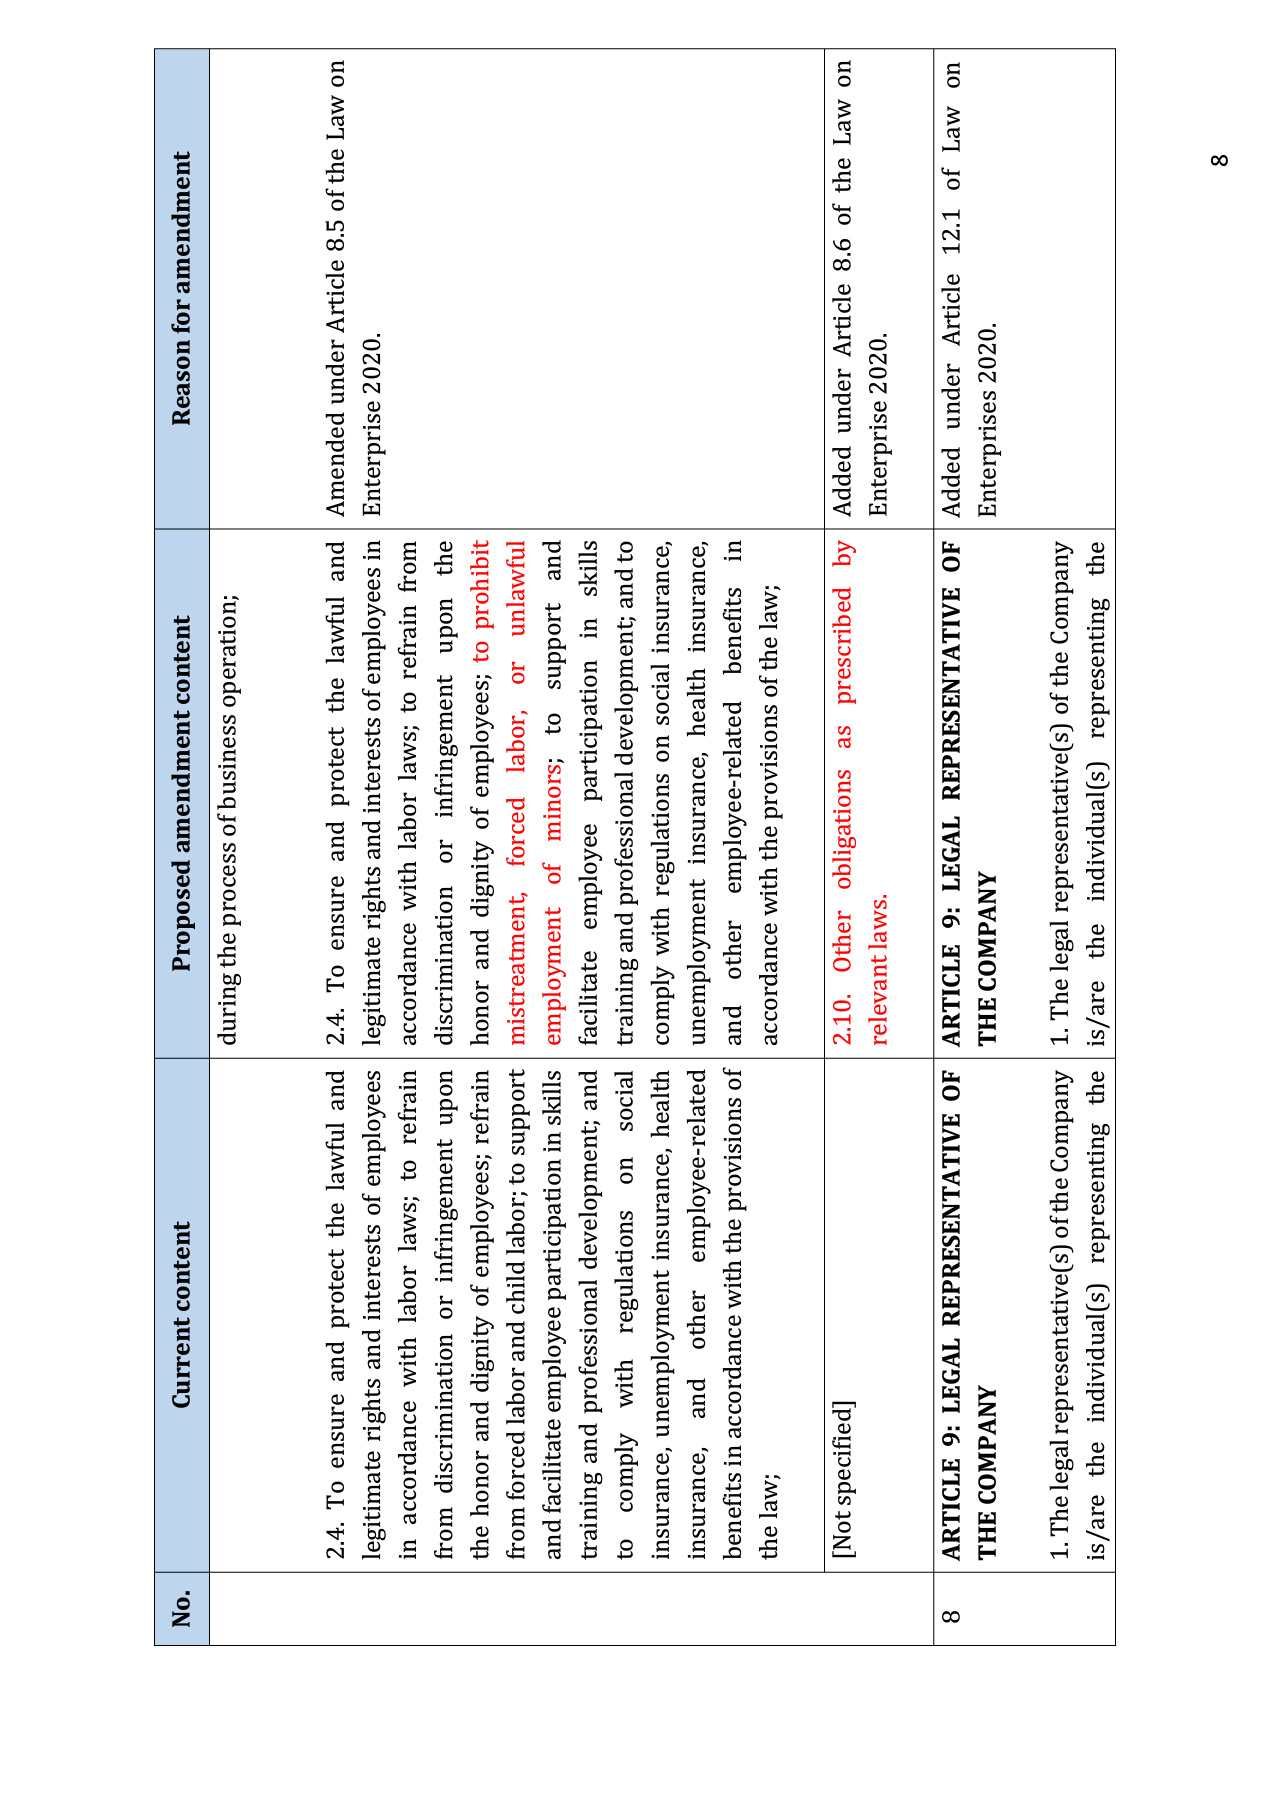 No.
Current content
Proposed amendment content
Reason for amendment
during the process of business operation;
2.4. To ensure and protect the lawful and
legitimate rights and interests of employees
in accordance with labor laws; to refrain
from discrimination or infringement upon
the honor and dignity of employees; refrain
from forced labor and child labor; to support
and facilitate employee participation in skills
training and professional development; and
to comply with regulations on social
insurance, unemployment insurance, health
insurance, and other employee-related
benefits in accordance with the provisions of
the law;
2.4. To ensure and protect the lawful and
legitimate rights and interests of employees in
accordance with labor laws; to refrain from
discrimination or infringement upon the
honor and dignity of employees; to prohibit
mistreatment, forced labor, or unlawful
employment of minors; to support and
facilitate employee participation in skills
training and professional development; and to
comply with regulations on social insurance,
unemployment insurance, health insurance,
and other employee-related benefits in
accordance with the provisions of the law;
Amended under Article 8.5 of the Law on
Enterprise 2020.
[Not specified]
2.10. Other obligations as prescribed by
relevant laws.
Added under Article 8.6 of the Law on
Enterprise 2020.
8
ARTICLE 9: LEGAL REPRESENTATIVE OF
THE COMPANY
1. The legal representative(s) of the Company
is/are the individual(s) representing the
ARTICLE 9: LEGAL REPRESENTATIVE OF
THE COMPANY
1. The legal representative(s) of the Company
is/are the individual(s) representing the
Added under Article 12.1 of Law on
Enterprises 2020.
8